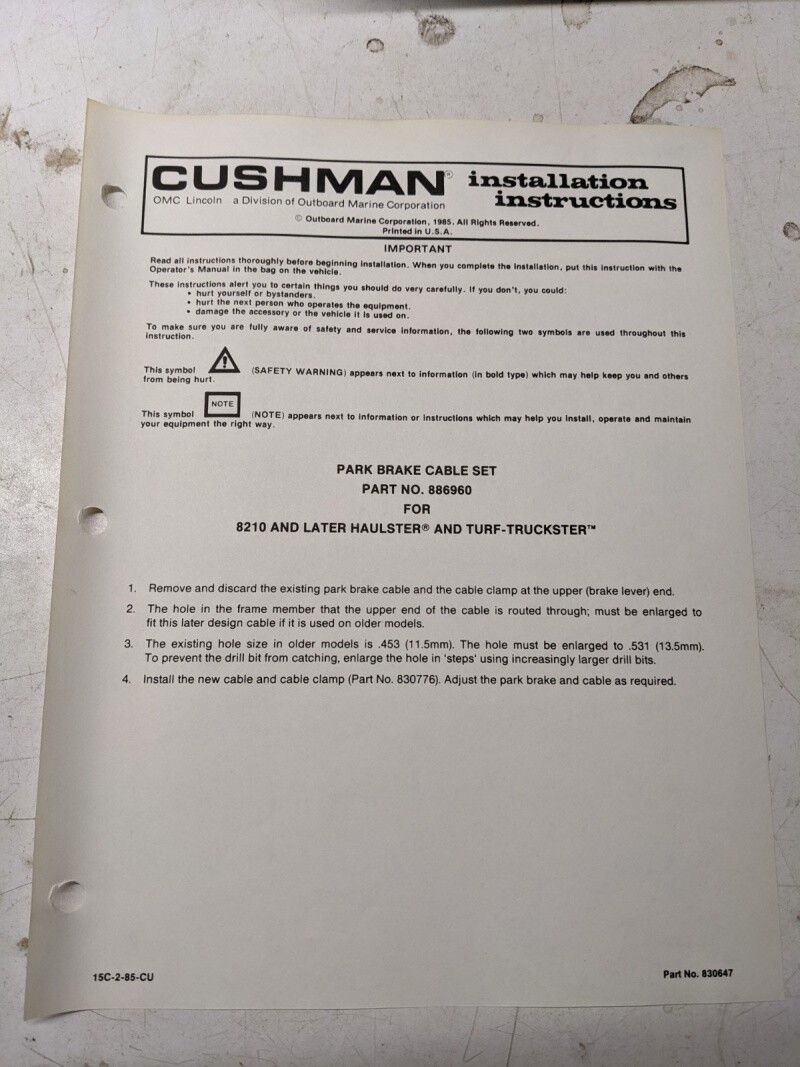 CUSHMAN® installation
instructions
OMC Lincoln a Division of Outboard Marine Corporation
© Outboard Marine Corporation, 1985. All Rights Reserved.
Printed in U.S.A.
IMPORTANT
Read all instructions thoroughly before beginning installation. When you complete the installation, put this instruction with the
Operator's Manual in the bag on the vehicle.
These instructions alert you to certain things you should do very carefully. If you don't, you could:
• hurt yourself or bystanders.
• hurt the next person who operates the equipment.
• damage the accessory or the vehicle it is used on.
To make sure you are fully aware of safety and service information, the following two symbols are used throughout this
instruction.
This symbol ! (SAFETY WARNING) appears next to information (in bold type) which may help keep you and others
from being hurt.
NOTE
This symbol (NOTE) appears next to information or instructions which may help you install, operate and maintain
your equipment the right way.
PARK BRAKE CABLE SET
PART NO. 886960
FOR
8210 AND LATER HAULSTER® AND TURF-TRUCKSTER™
1. Remove and discard the existing park brake cable and the cable clamp at the upper (brake lever) end.
2. The hole in the frame member that the upper end of the cable is routed through; must be enlarged to
fit this later design cable if it is used on older models.
3. The existing hole size in older models is .453 (11.5mm). The hole must be enlarged to .531 (13.5mm).
To prevent the drill bit from catching, enlarge the hole in 'steps' using increasingly larger drill bits.
4. Install the new cable and cable clamp (Part No. 830776). Adjust the park brake and cable as required.
15C-2-85-CU
Part No. 830647